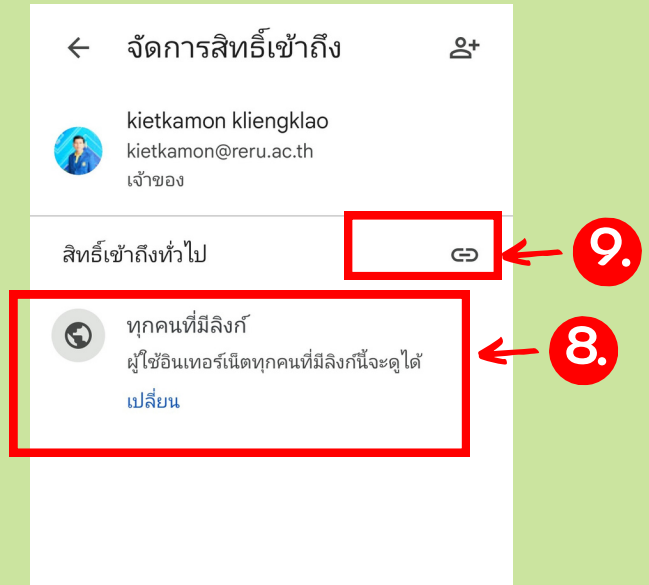 จัดการสิทธิ์เข้าถึง
kietkamon kliengklao
kietkamon@reru.ac.th
เจ้าของ
สิทธิ์เข้าถึงทั่วไป
9.
ทุกคนที่มีลิงก์
ผู้ใช้อินเทอร์เน็ตทุกคนที่มีลิงก์นี้จะดูได้
8.
เปลี่ยน